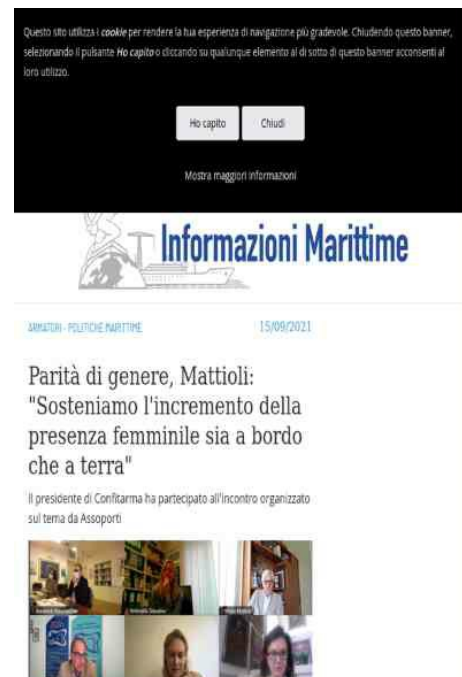 Questo sito utilizza i cookie per rendere la tua esperienza di navigazione più gradevole. Chiudendo questo banner,
selezionando il pulsante Ho capito o cliccando su qualunque elemento al di sotto di questo banner acconsenti al
loro utilizzo.
Ho capito
Chiudi
Mostra maggiori informazioni
Informazioni Marittime
ARMATORI - POLITICHE MARITTIME
15/09/2021
Parità di genere, Mattioli:
"Sosteniamo l'incremento della
presenza femminile sia a bordo
che a terra"
Il presidente di Confitarma ha partecipato all'incontro organizzato
sul tema da Assoporti